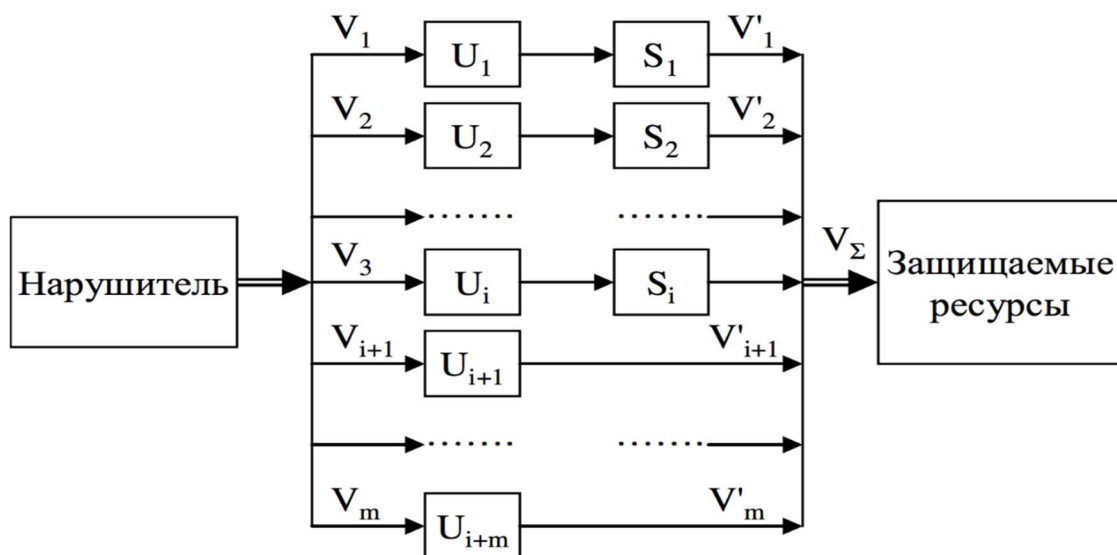 V₁ U₁ S₁ V'₁
V₂ U₂ S₂ V'₂
........ ........
V₃ Uᵢ Sᵢ
Нарушитель
V_Σ
Защищаемые
ресурсы
Vᵢ₊₁ Uᵢ₊₁ V'ᵢ₊₁
........ ........
Vₘ Uᵢ₊ₘ V'ₘ